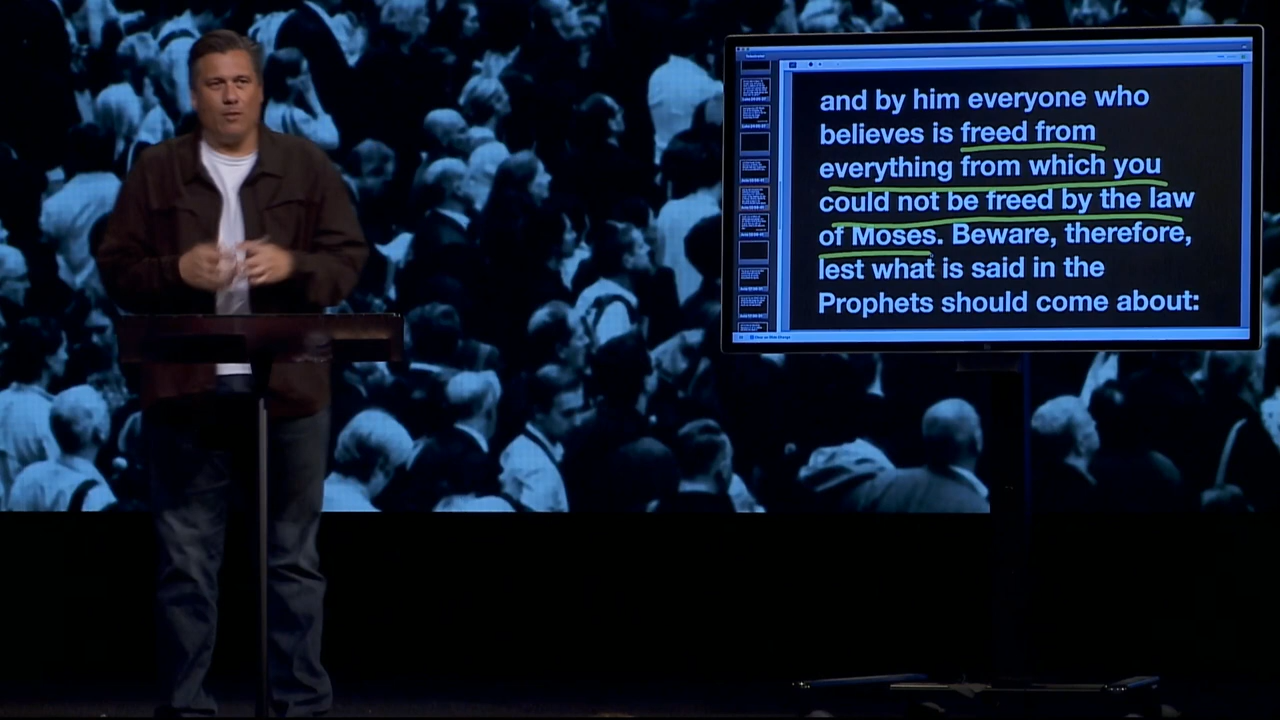 and by him everyone who
believes is freed from
everything from which you
could not be freed by the law
of Moses. Beware, therefore,
lest what is said in the
Prophets should come about: